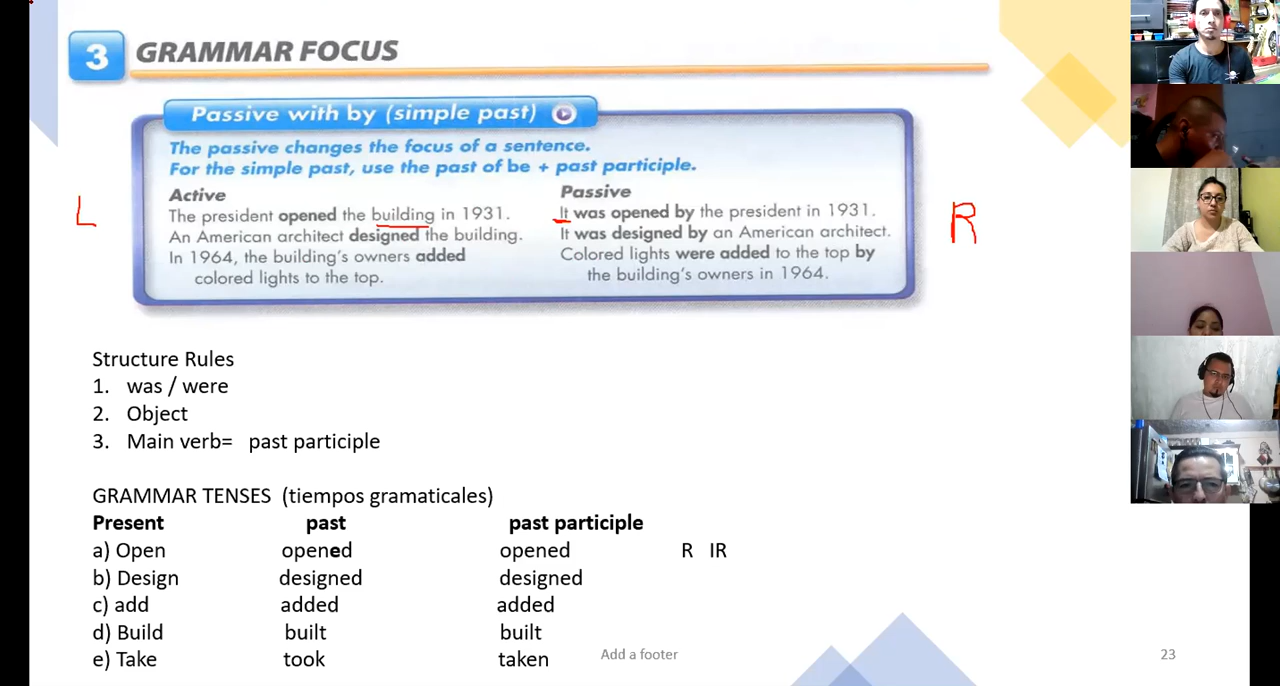 3 GRAMMAR FOCUS
Passive with by (simple past)
The passive changes the focus of a sentence.
For the simple past, use the past of be + past participle.
Active
The president opened the building in 1931.
An American architect designed the building.
In 1964, the building's owners added
colored lights to the top.
Passive
It was opened by the president in 1931.
It was designed by an American architect.
Colored lights were added to the top by
the building's owners in 1964.
L
R
Structure Rules
1. was / were
2. Object
3. Main verb= past participle
GRAMMAR TENSES (tiempos gramaticales)
Present past past participle
a) Open opened opened R IR
b) Design designed designed
c) add added added
d) Build built built
e) Take took taken
Add a footer
23